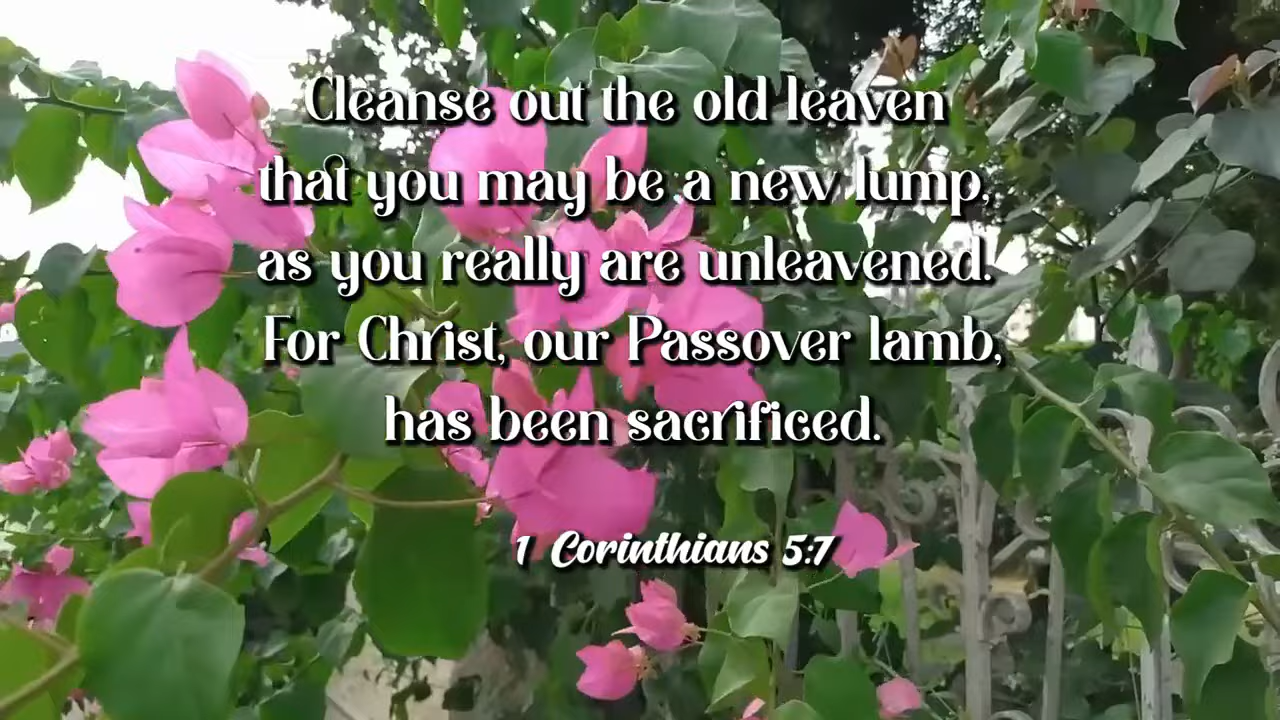 Cleanse out the old leaven
that you may be a new lump,
as you really are unleavened.
For Christ, our Passover lamb,
has been sacrificed.
1 Corinthians 5:7